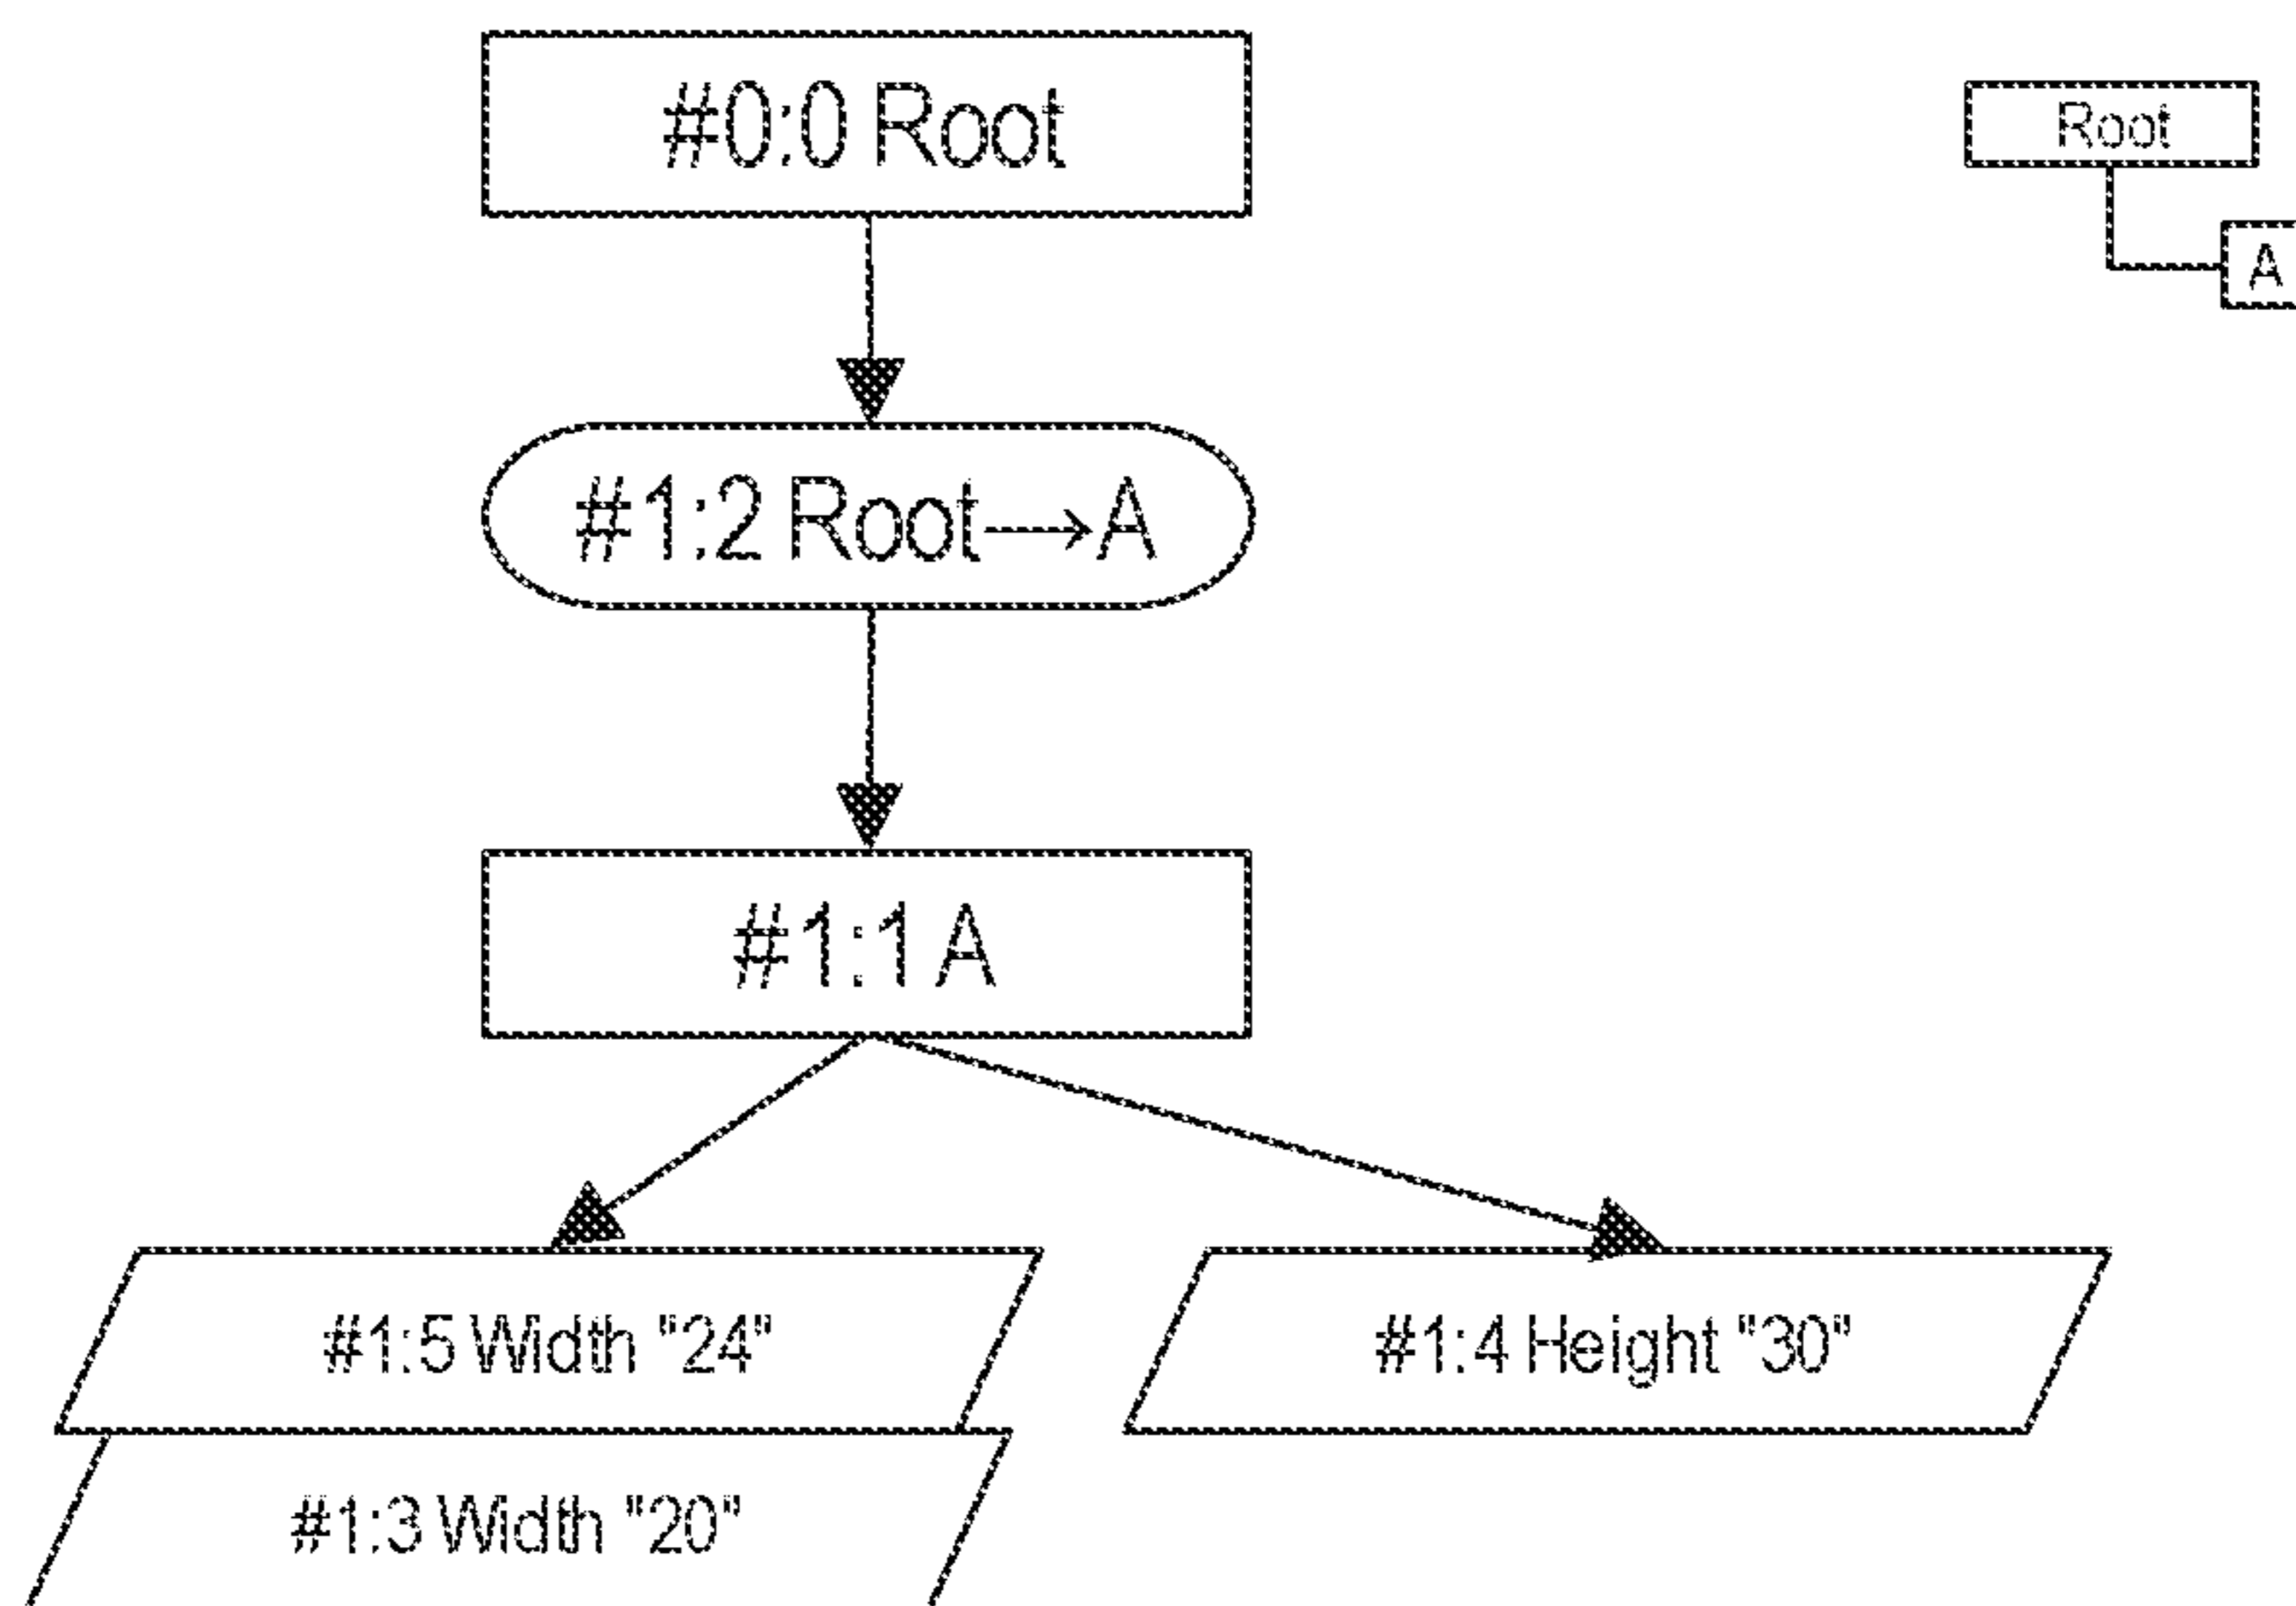 #0:0 Root
Root
A
#1:2 Root→A
#1:1 A
#1:5 Width "24"
#1:4 Height "30"
#1:3 Width "20"